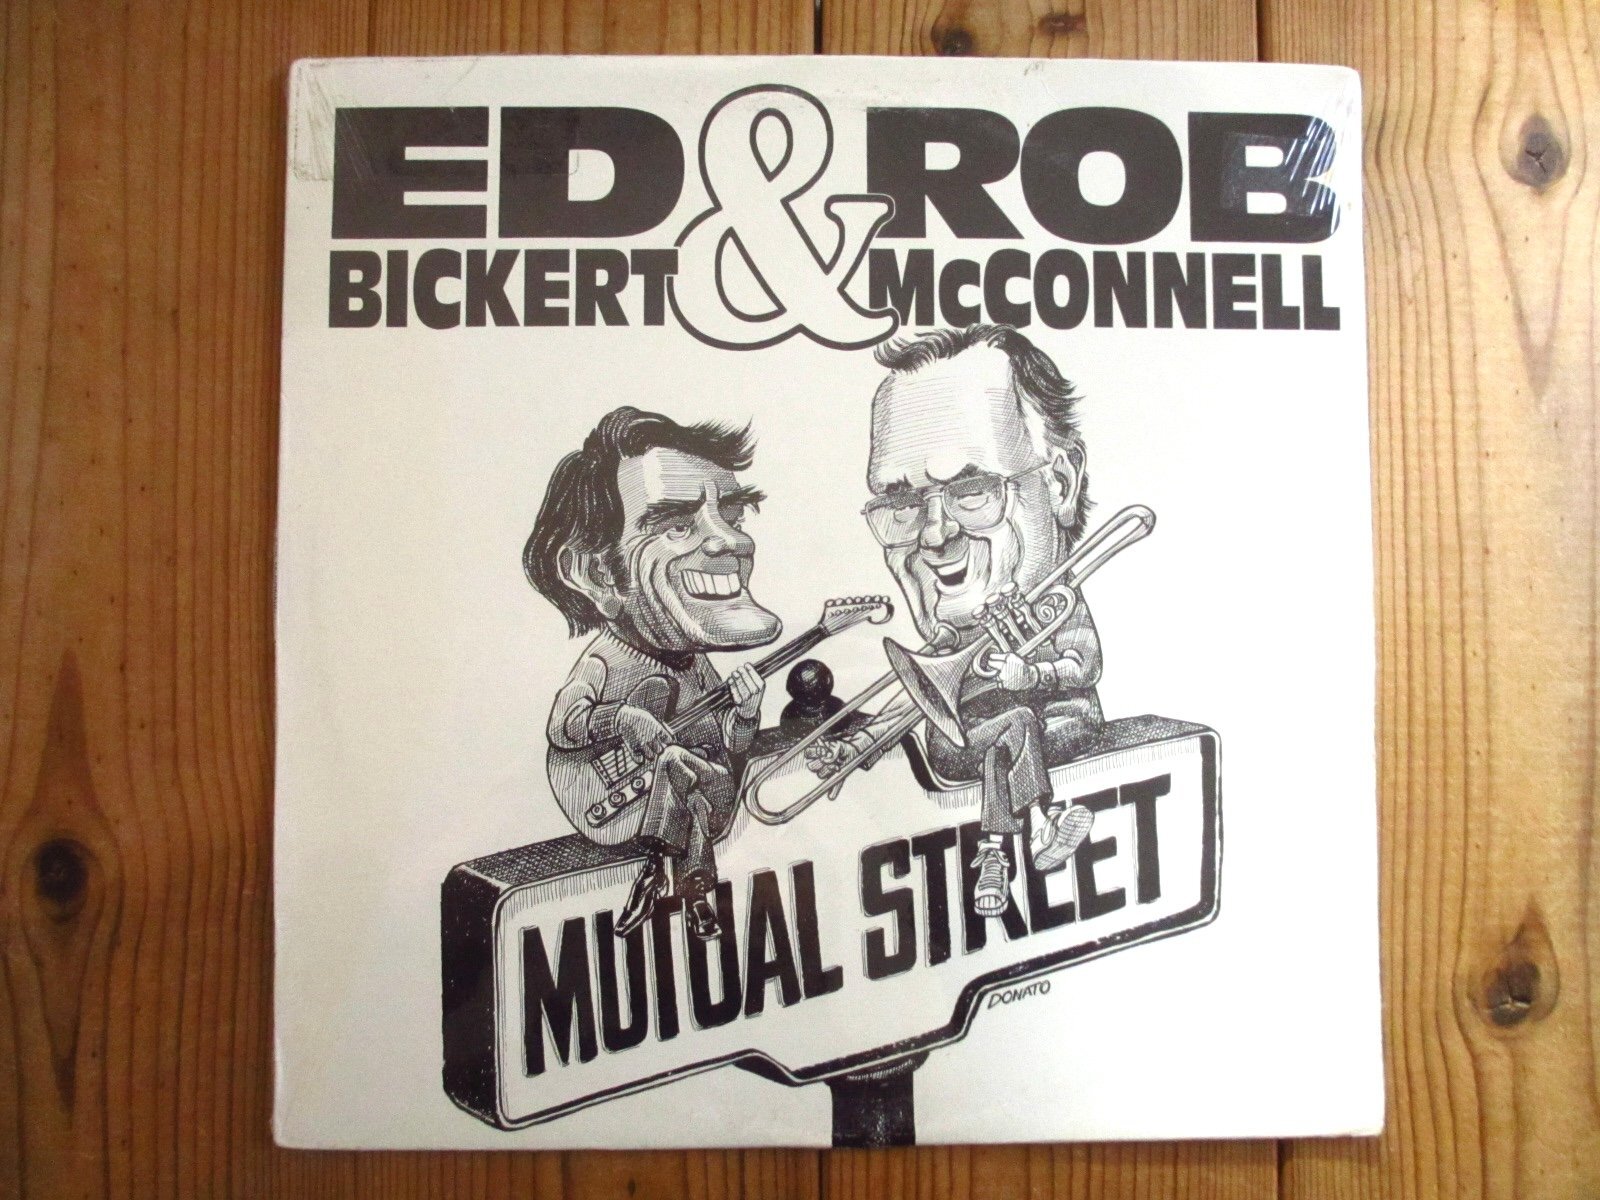 ED & ROB
BICKERT McCONNELL
MUTUAL STREET
DONATO